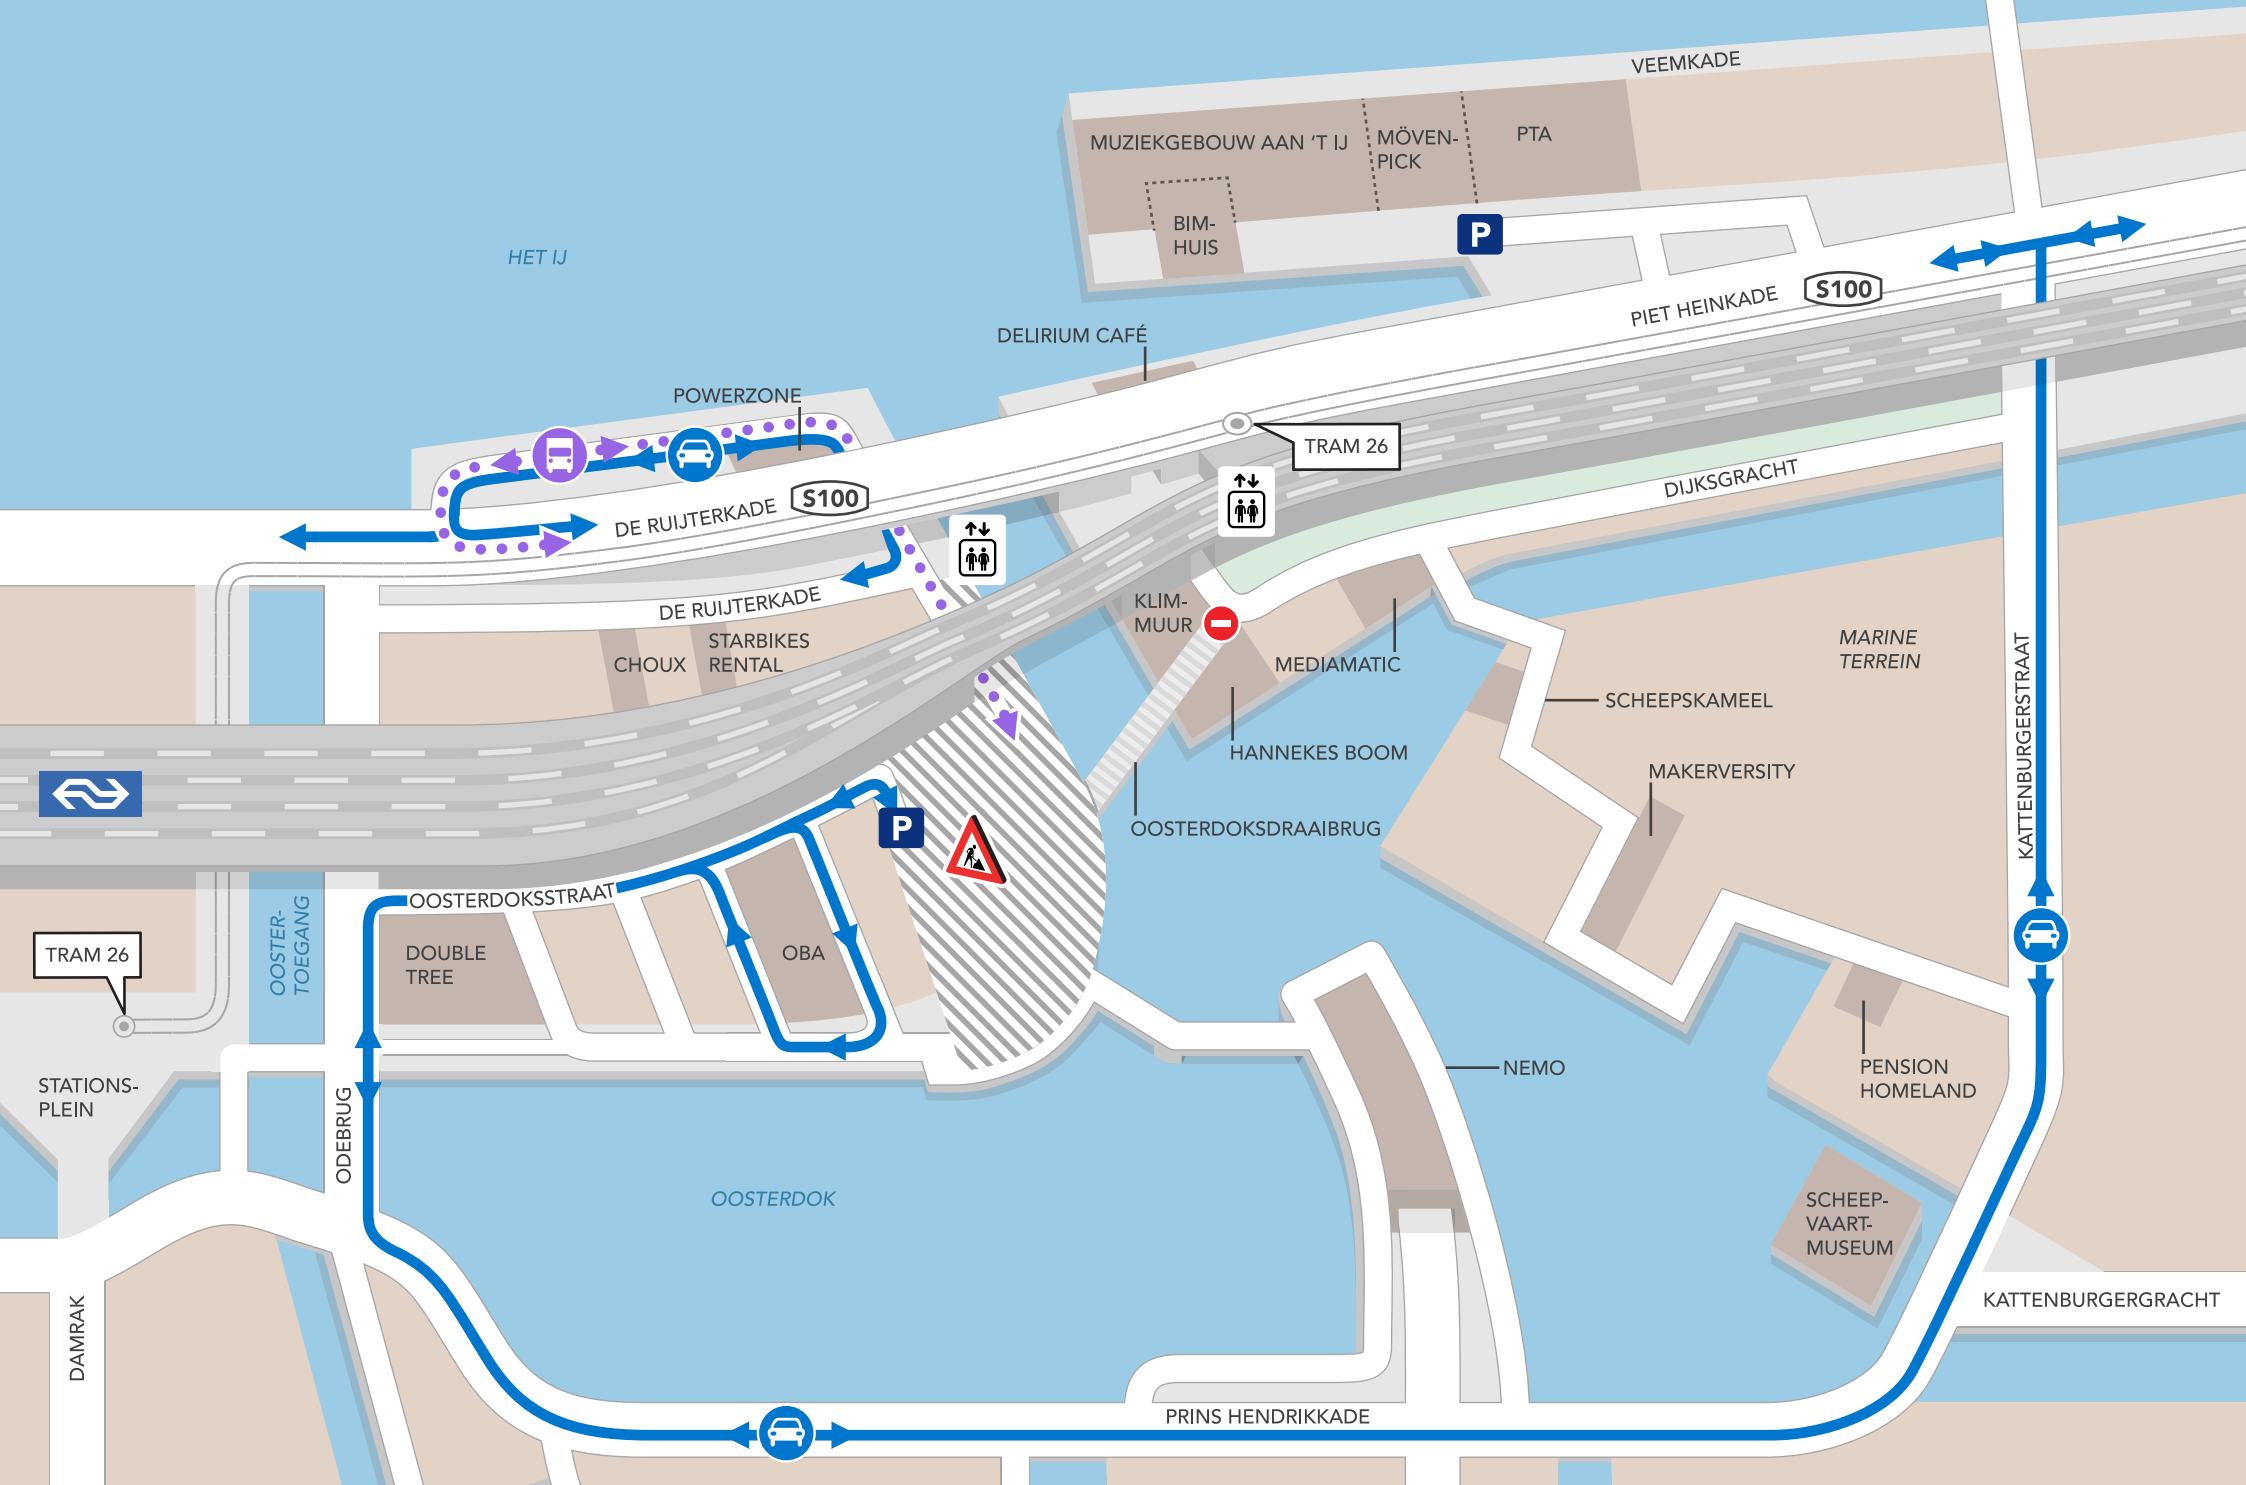 VEEMKADE
MUZIEKGEBOUW AAN ‘T IJ
MÖVEN-
PICK
PTA
BIM-
HUIS
P
HET IJ
PIET HEINKADE
S100
DELIRIUM CAFÉ
POWERZONE
TRAM 26
DE RUIJTERKADE
S100
DIJKSGRACHT
DE RUIJTERKADE
KLIM-
MUUR
CHOUX
STARBIKES
RENTAL
MEDIAMATIC
MARINE
TERREIN
SCHEEPSKAMEEL
HANNEKES BOOM
MAKERVERSITY
KATTENBURGERSTRAAT
OOSTERDOKSDRAAIBRUG
P
OOSTERDOKSSTRAAT
OOSTER-
TOEGANG
TRAM 26
DOUBLE
TREE
OBA
STATIONS-
PLEIN
ODEBRUG
NEMO
PENSION
HOMELAND
OOSTERDOK
SCHEEP-
VAART-
MUSEUM
KATTENBURGERGRACHT
DAMRAK
PRINS HENDRIKKADE